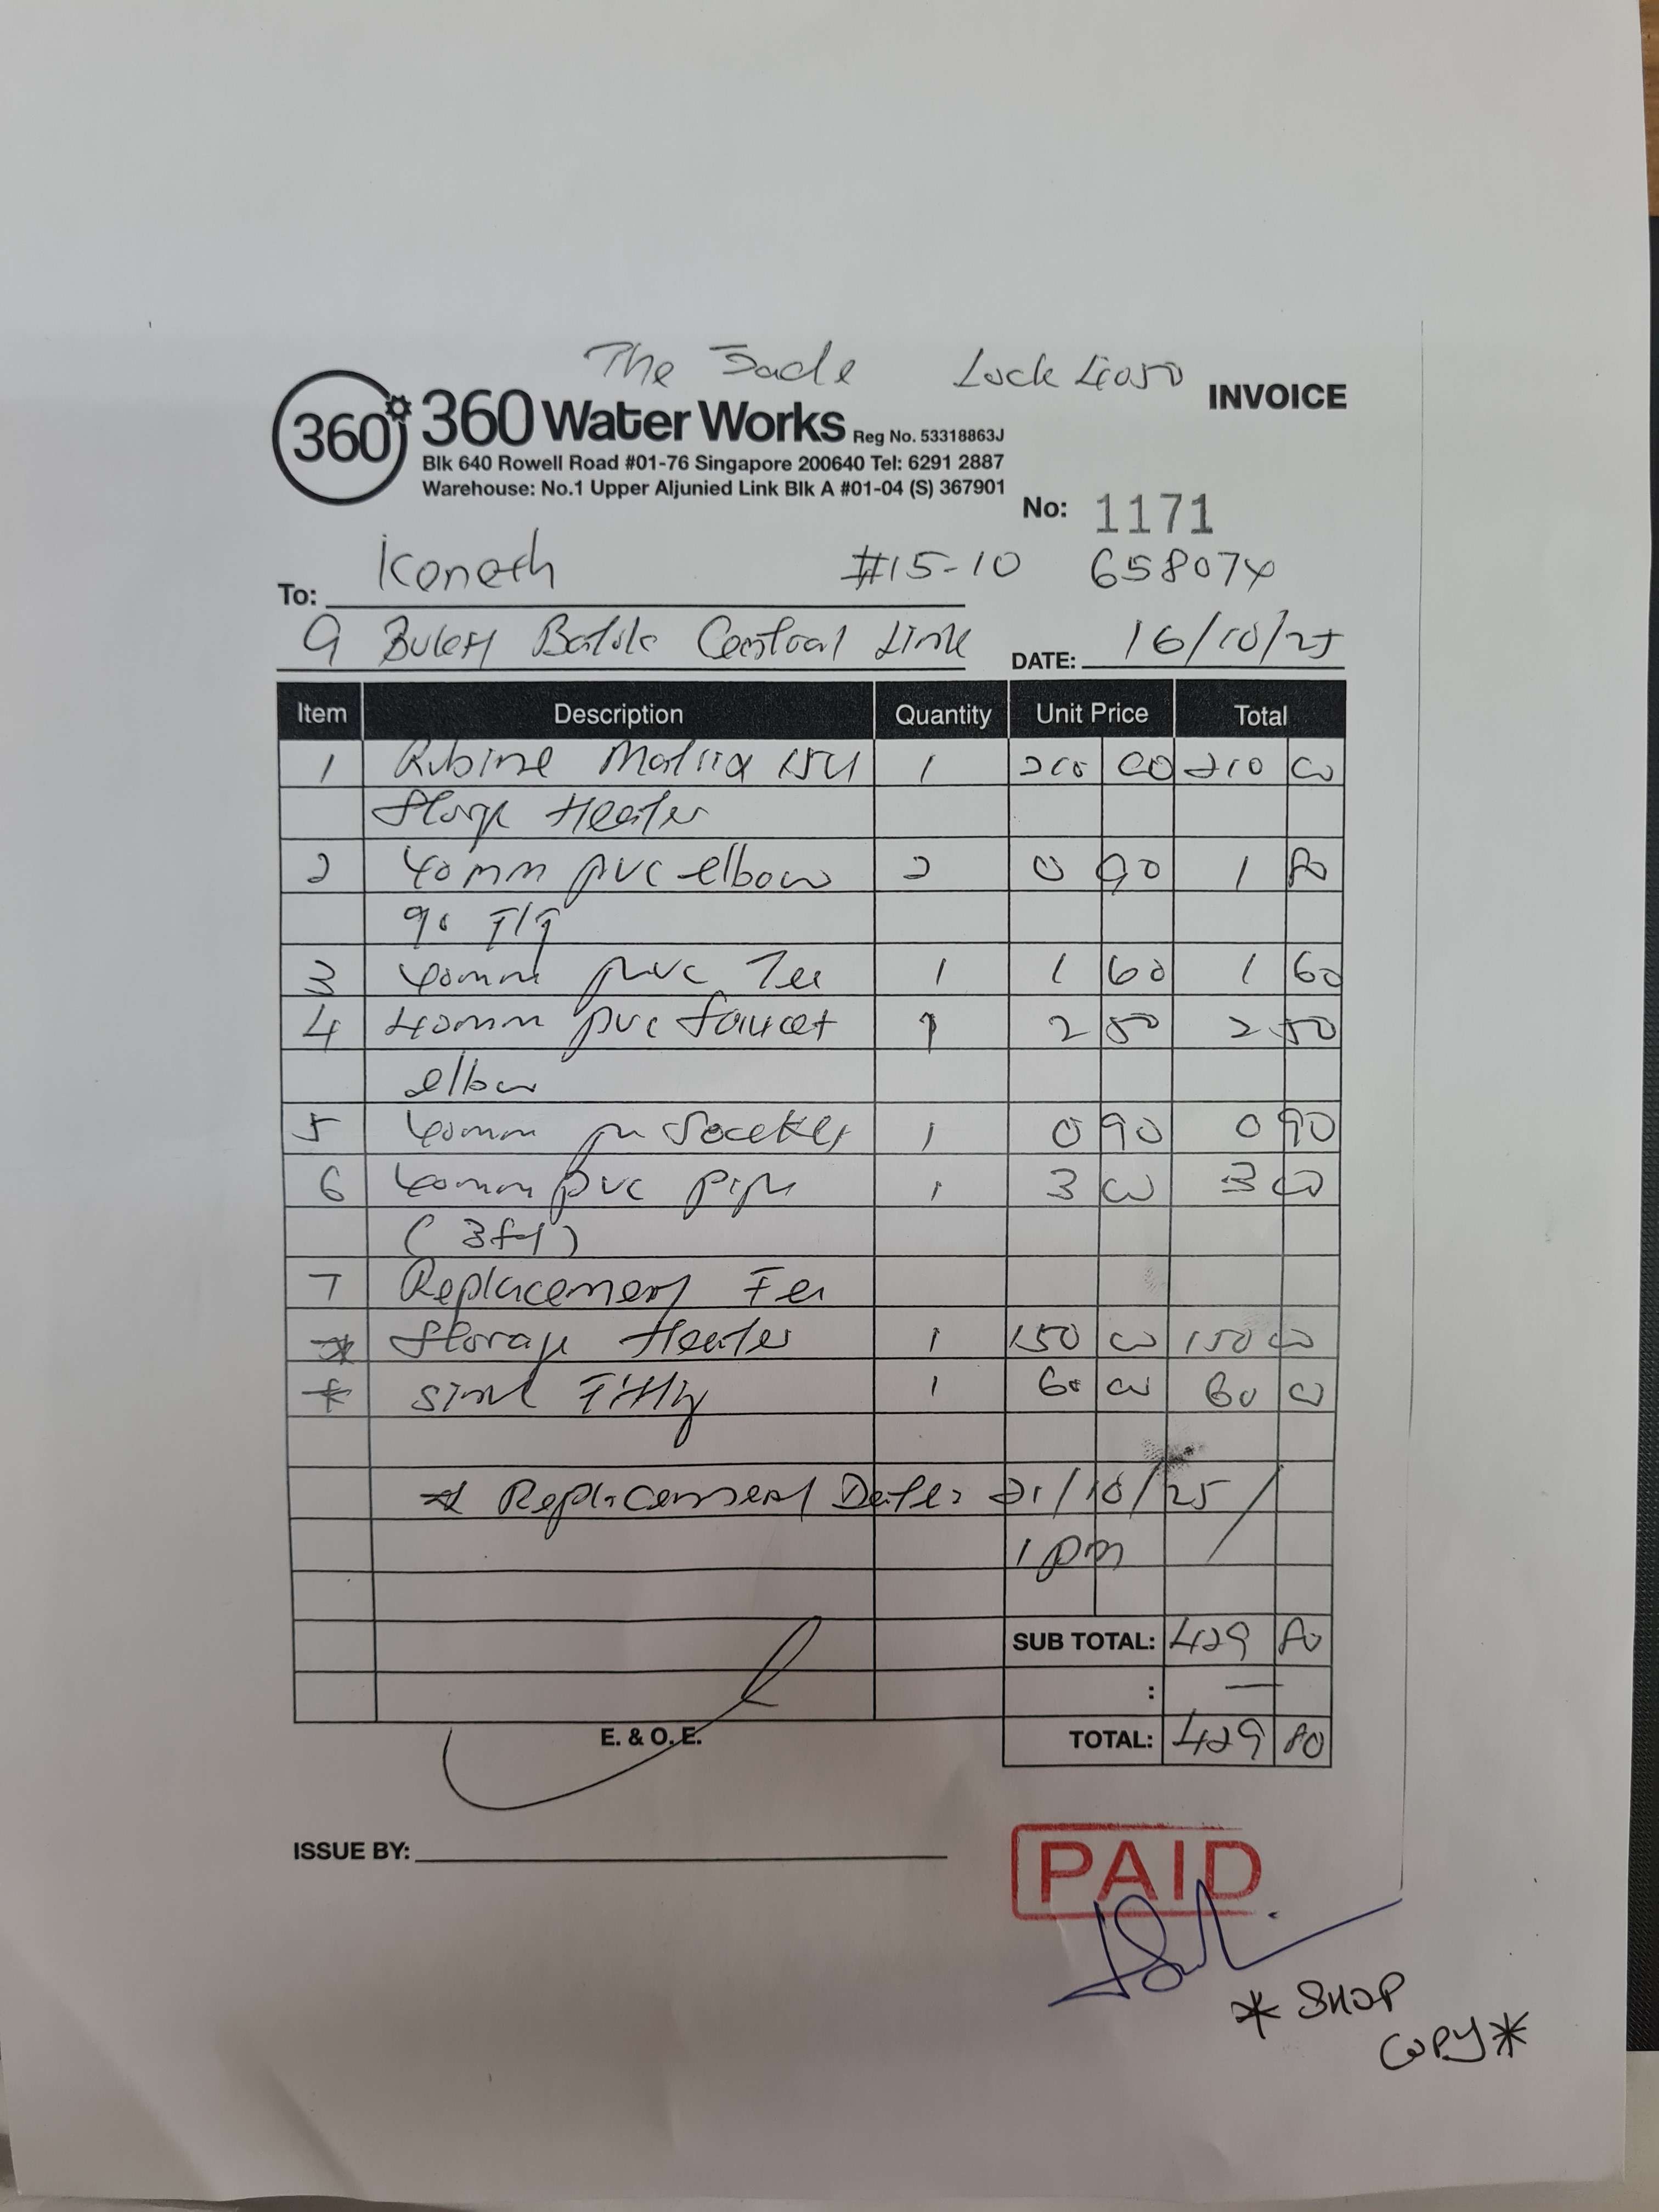 The Jade Lock 4050
360 360 Water Works Reg No. 53318863J
INVOICE
Blk 640 Rowell Road #01-76 Singapore 200640 Tel: 6291 2887
Warehouse: No.1 Upper Aljunied Link Blk A #01-04 (S) 367901
No: 1171
To: #15-10 658074
9 Bukit Batok Central Link DATE: 16/10/25
Item Description Quantity Unit Price Total
1 Rubine Matrix 15U 1 210 00 210 00
Storage Heater
2 40mm pvc elbow 2 0 90 1 80
90 F/F
3 40mm pvc Tee 1 1 60 1 60
4 40mm pvc faucet 1 2 50 2 50
elbow
5 40mm Socket 1 0 90 0 90
6 40mm pvc pipe 1 3 00 3 00
(3ft)
7 Replacement Fee
* Storage Heater 1 150 00 150 00
* Sink Fitting 1 60 00 60 00
* Replacement Date: 21/10/25
1pm
SUB TOTAL: 429 80
: —
TOTAL: 429 80
E. & O. E.
ISSUE BY:
PAID
* SHOP
COPY *